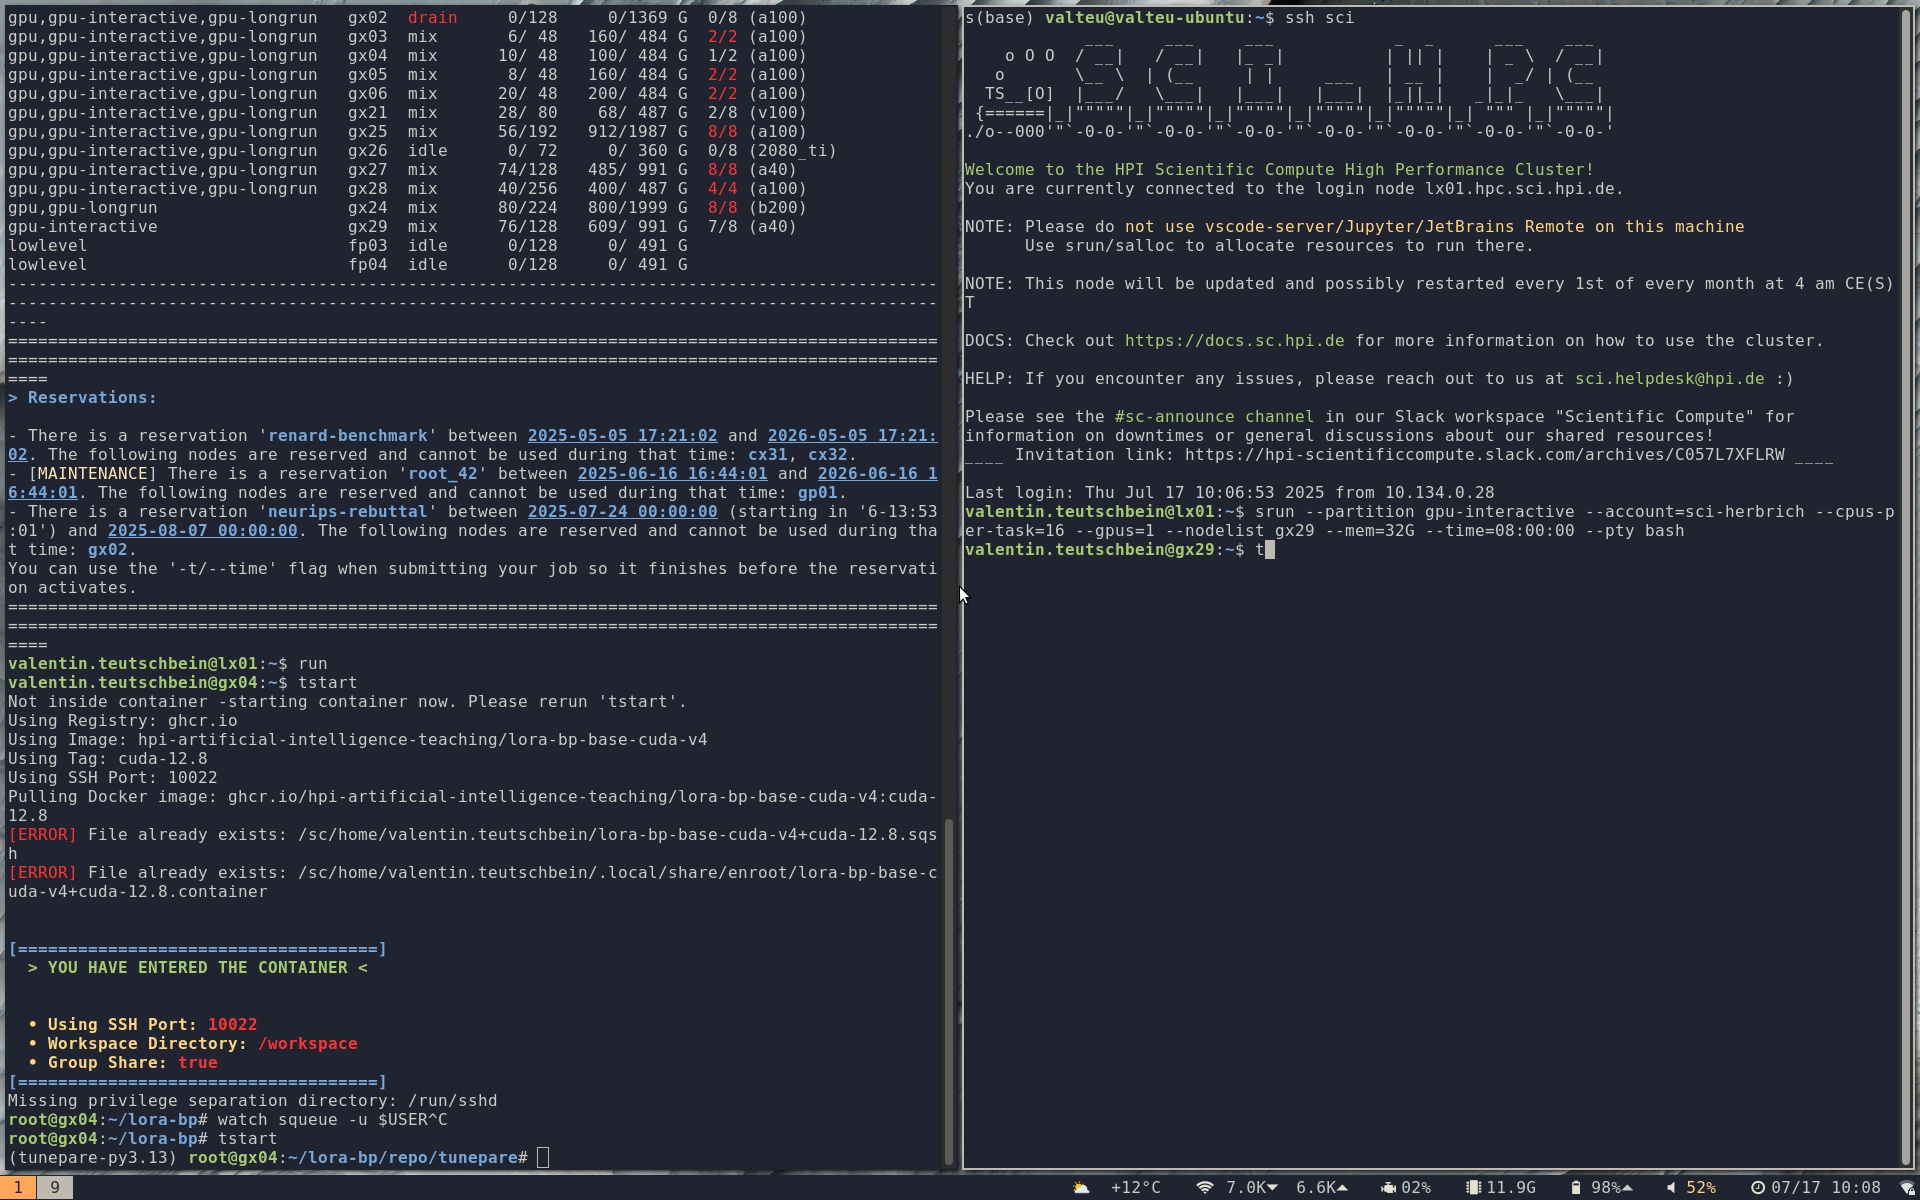 gpu,gpu-interactive,gpu-longrun   gx02  drain     0/128     0/1369 G  0/8 (a100)
gpu,gpu-interactive,gpu-longrun   gx03  mix       6/ 48   160/ 484 G  2/2 (a100)
gpu,gpu-interactive,gpu-longrun   gx04  mix      10/ 48   100/ 484 G  1/2 (a100)
gpu,gpu-interactive,gpu-longrun   gx05  mix       8/ 48   160/ 484 G  2/2 (a100)
gpu,gpu-interactive,gpu-longrun   gx06  mix      20/ 48   200/ 484 G  2/2 (a100)
gpu,gpu-interactive,gpu-longrun   gx21  mix      28/ 80    68/ 487 G  2/8 (v100)
gpu,gpu-interactive,gpu-longrun   gx25  mix      56/192   912/1987 G  8/8 (a100)
gpu,gpu-interactive,gpu-longrun   gx26  idle      0/ 72     0/ 360 G  0/8 (2080_ti)
gpu,gpu-interactive,gpu-longrun   gx27  mix      74/128   485/ 991 G  8/8 (a40)
gpu,gpu-interactive,gpu-longrun   gx28  mix      40/256   400/ 487 G  4/4 (a100)
gpu,gpu-longrun                   gx24  mix      80/224   800/1999 G  8/8 (b200)
gpu-interactive                   gx29  mix      76/128   609/ 991 G  7/8 (a40)
lowlevel                          fp03  idle      0/128     0/ 491 G
lowlevel                          fp04  idle      0/128     0/ 491 G
> Reservations:
- There is a reservation 'renard-benchmark' between 2025-05-05 17:21:02 and 2026-05-05 17:21:
02. The following nodes are reserved and cannot be used during that time: cx31, cx32.
- [MAINTENANCE] There is a reservation 'root_42' between 2025-06-16 16:44:01 and 2026-06-16 1
6:44:01. The following nodes are reserved and cannot be used during that time: gp01.
- There is a reservation 'neurips-rebuttal' between 2025-07-24 00:00:00 (starting in '6-13:53
:01') and 2025-08-07 00:00:00. The following nodes are reserved and cannot be used during tha
t time: gx02.
You can use the '-t/--time' flag when submitting your job so it finishes before the reservati
on activates.
valentin.teutschbein@lx01:~$ run
valentin.teutschbein@gx04:~$ tstart
Not inside container -starting container now. Please rerun 'tstart'.
Using Registry: ghcr.io
Using Image: hpi-artificial-intelligence-teaching/lora-bp-base-cuda-v4
Using Tag: cuda-12.8
Using SSH Port: 10022
Pulling Docker image: ghcr.io/hpi-artificial-intelligence-teaching/lora-bp-base-cuda-v4:cuda-
12.8
[ERROR] File already exists: /sc/home/valentin.teutschbein/lora-bp-base-cuda-v4+cuda-12.8.sqs
h
[ERROR] File already exists: /sc/home/valentin.teutschbein/.local/share/enroot/lora-bp-base-c
uda-v4+cuda-12.8.container
[====================================]
> YOU HAVE ENTERED THE CONTAINER <
• Using SSH Port: 10022
• Workspace Directory: /workspace
• Group Share: true
[====================================]
Missing privilege separation directory: /run/sshd
root@gx04:~/lora-bp# watch squeue -u $USER^C
root@gx04:~/lora-bp# tstart
(tunepare-py3.13) root@gx04:~/lora-bp/repo/tunepare#
s(base) valteu@valteu-ubuntu:~$ ssh sci
Welcome to the HPI Scientific Compute High Performance Cluster!
You are currently connected to the login node lx01.hpc.sci.hpi.de.
NOTE: Please do not use vscode-server/Jupyter/JetBrains Remote on this machine
Use srun/salloc to allocate resources to run there.
NOTE: This node will be updated and possibly restarted every 1st of every month at 4 am CE(S)
T
DOCS: Check out https://docs.sc.hpi.de for more information on how to use the cluster.
HELP: If you encounter any issues, please reach out to us at sci.helpdesk@hpi.de :)
Please see the #sc-announce channel in our Slack workspace "Scientific Compute" for
information on downtimes or general discussions about our shared resources!
____ Invitation link: https://hpi-scientificcompute.slack.com/archives/C057L7XFLRW ____
Last login: Thu Jul 17 10:06:53 2025 from 10.134.0.28
valentin.teutschbein@lx01:~$ srun --partition gpu-interactive --account=sci-herbrich --cpus-p
er-task=16 --gpus=1 --nodelist gx29 --mem=32G --time=08:00:00 --pty bash
valentin.teutschbein@gx29:~$ t
1 9 +12°C 7.0K 6.6K 02% 11.9G 98% 52% 07/17 10:08